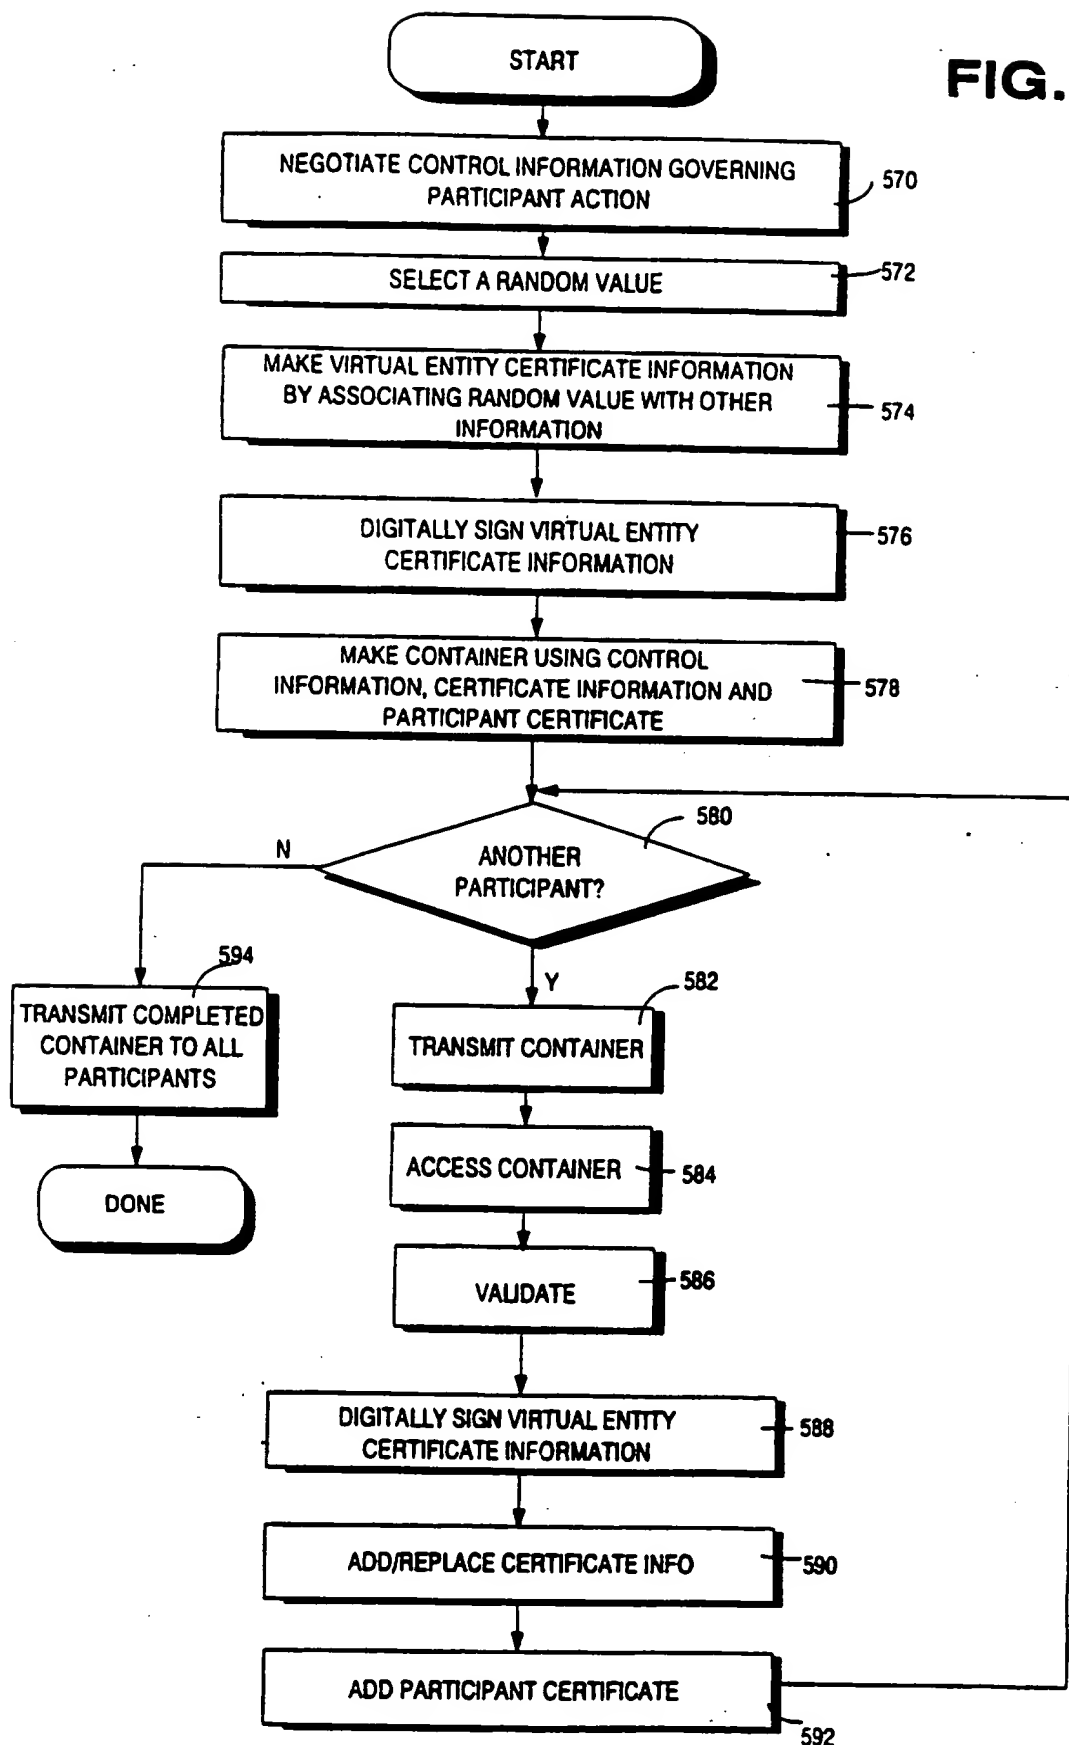 START
FIG.
NEGOTIATE CONTROL INFORMATION GOVERNING
PARTICIPANT ACTION
570
SELECT A RANDOM VALUE
572
MAKE VIRTUAL ENTITY CERTIFICATE INFORMATION
BY ASSOCIATING RANDOM VALUE WITH OTHER
INFORMATION
574
DIGITALLY SIGN VIRTUAL ENTITY
CERTIFICATE INFORMATION
576
MAKE CONTAINER USING CONTROL
INFORMATION, CERTIFICATE INFORMATION AND
PARTICIPANT CERTIFICATE
578
580
ANOTHER
PARTICIPANT?
N
Y
594
TRANSMIT COMPLETED
CONTAINER TO ALL
PARTICIPANTS
DONE
582
TRANSMIT CONTAINER
ACCESS CONTAINER
584
VALIDATE
586
DIGITALLY SIGN VIRTUAL ENTITY
CERTIFICATE INFORMATION
588
ADD/REPLACE CERTIFICATE INFO
590
ADD PARTICIPANT CERTIFICATE
592